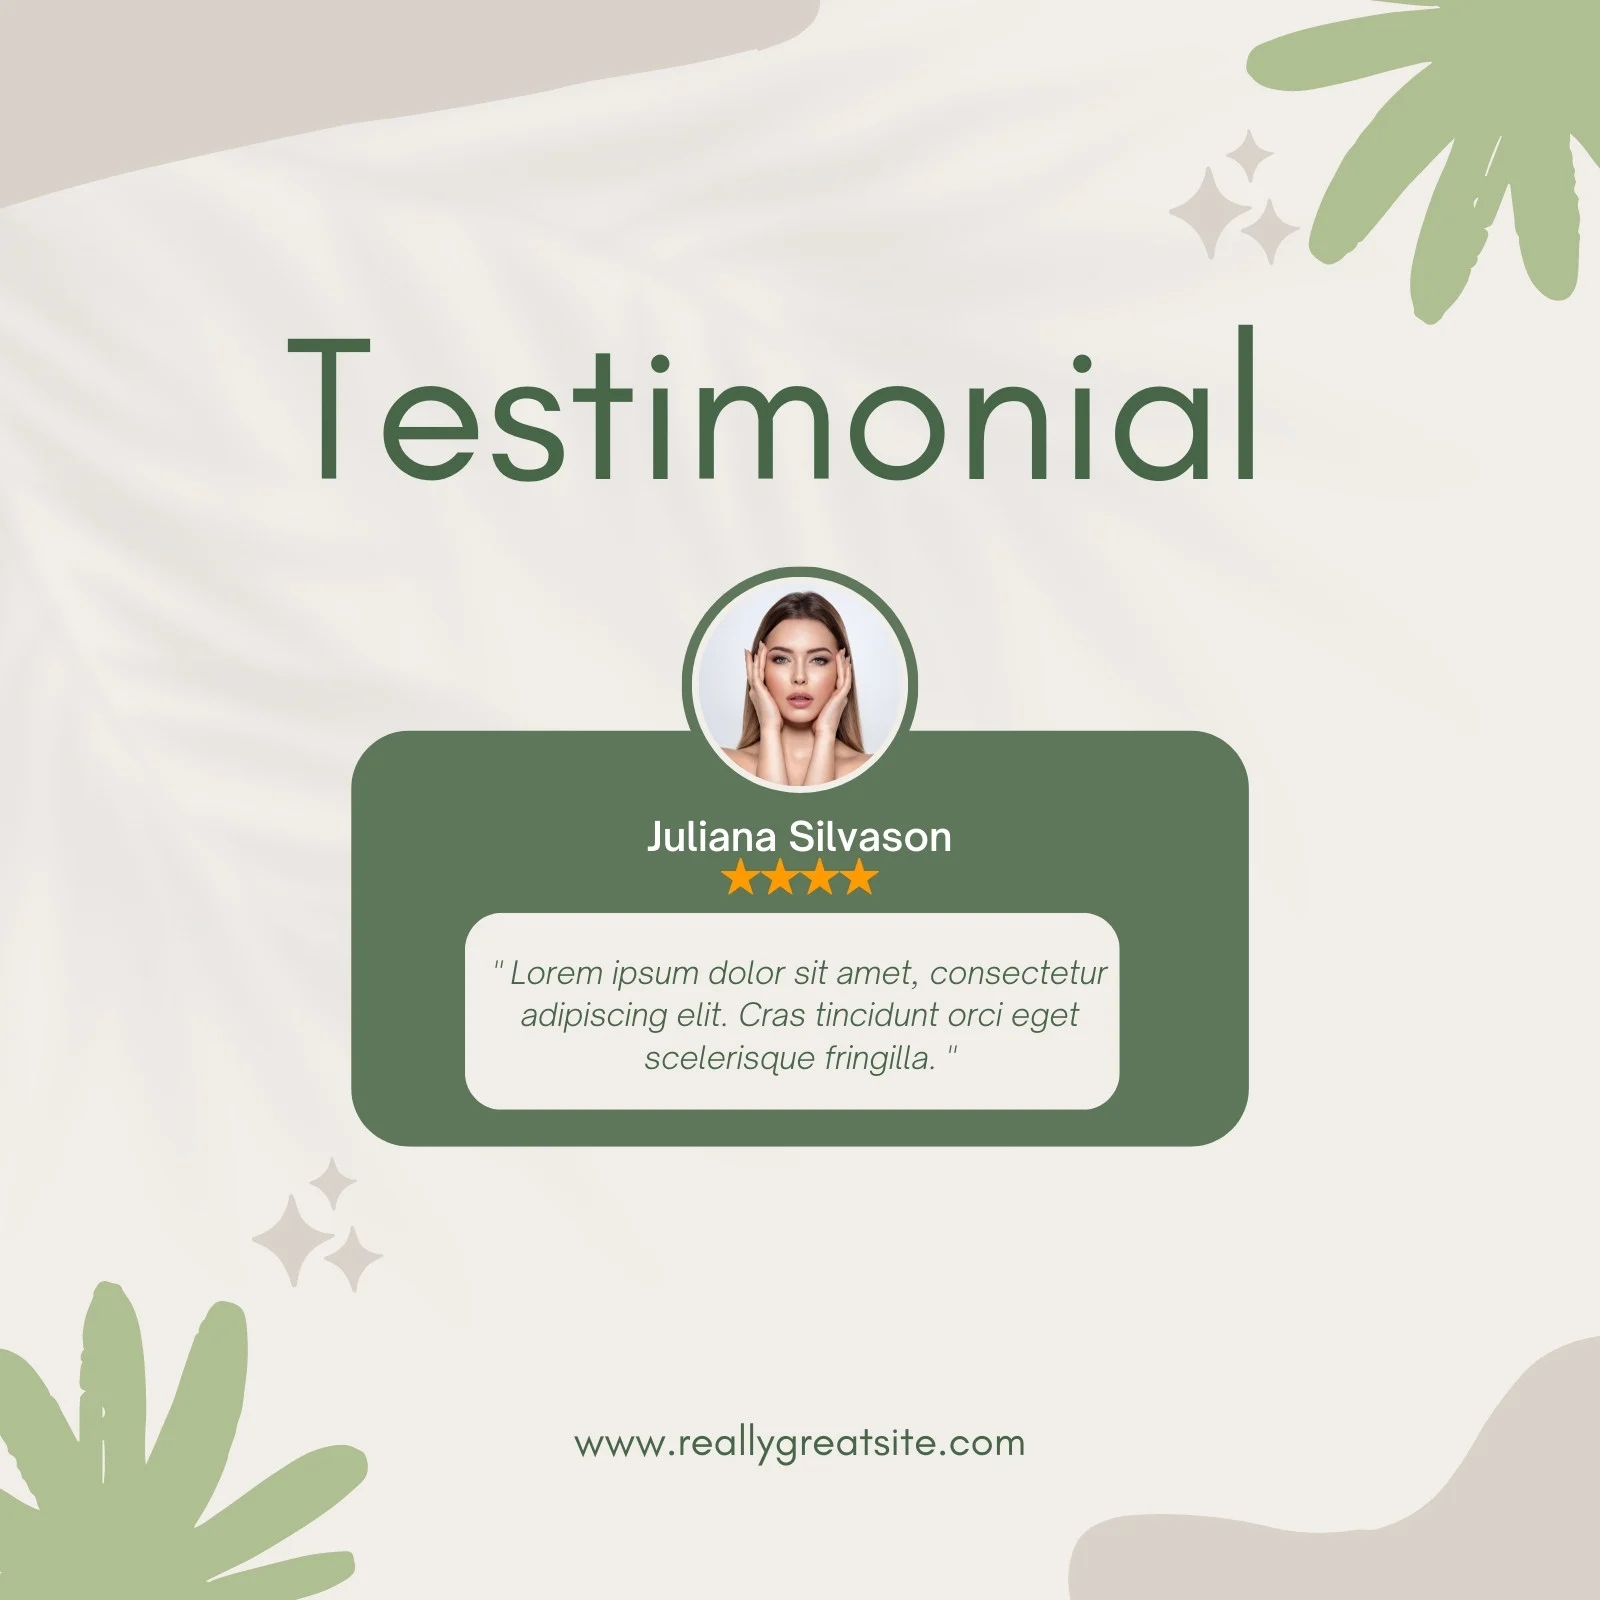 Testimonial
Juliana Silvason
" Lorem ipsum dolor sit amet, consectetur
adipiscing elit. Cras tincidunt orci eget
scelerisque fringilla. "
www.reallygreatsite.com